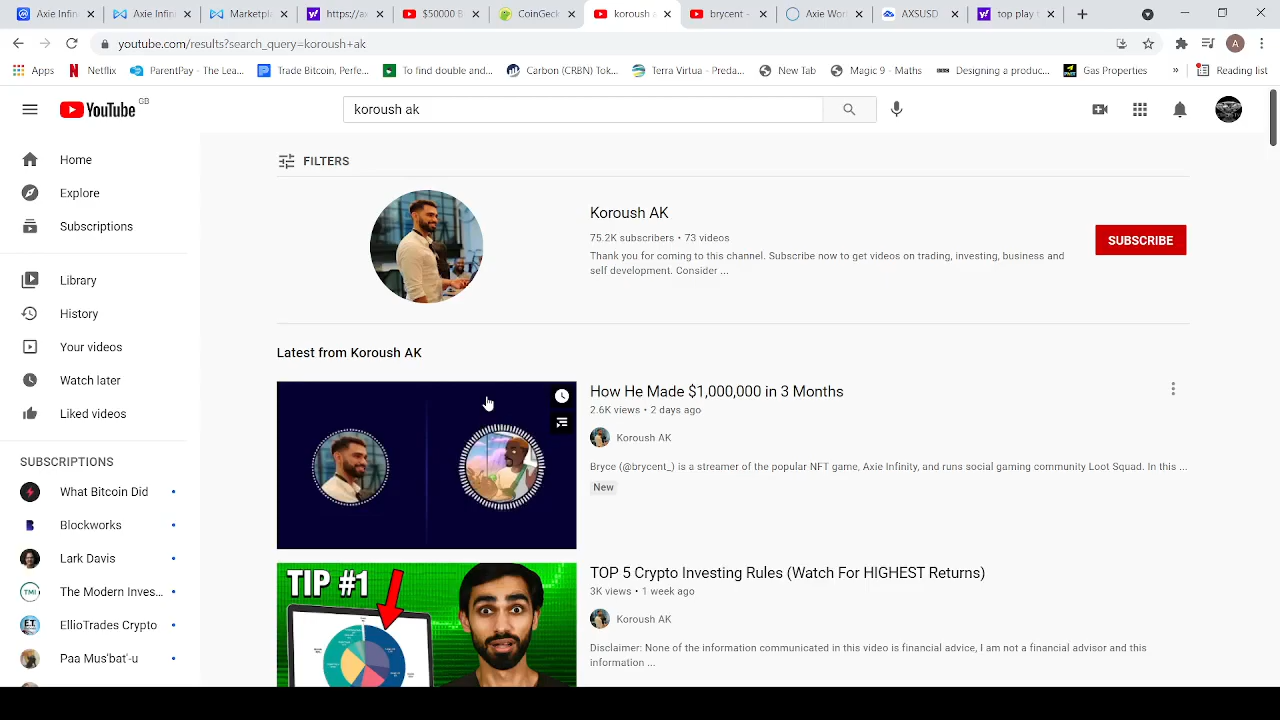 Axie Infin
Axie Infin
Marketpla
https://ax
$50000 B
CoinGeck
koroush a
brycent -
Axie Wor
AXSUSD
top play t
youtube.com/results?search_query=koroush+ak
Apps
Netflix
ParentPay - The Lea...
Trade Bitcoin, Perfe...
To find double and...
Carbon (CRBN) Tok...
Terra Virtua - Pxda...
New Tab
Magic 9 - Maths
Designing a produc...
Gas Properties
»
Reading list
YouTube GB
koroush ak
Home
Explore
Subscriptions
Library
History
Your videos
Watch later
Liked videos
SUBSCRIPTIONS
What Bitcoin Did
Blockworks
Lark Davis
The Modern Inves...
EllioTrades Crypto
Paa Mus'bat'-u
FILTERS
Koroush AK
75.2K subscribers • 73 videos
Thank you for coming to this channel. Subscribe now to get videos on trading, investing, business and
self development. Consider ...
SUBSCRIBE
Latest from Koroush AK
How He Made $1,000,000 in 3 Months
2.6K views • 2 days ago
Koroush AK
Bryce (@brycent_) is a streamer of the popular NFT game, Axie Infinity, and runs social gaming community Loot Squad. In this ...
New
TIP #1
TOP 5 Crypto Investing Rules (Watch For HIGHEST Returns)
3K views • 1 week ago
Koroush AK
Disclaimer: None of the information communicated in this video is financial advice, I am not a financial advisor and this
information ...